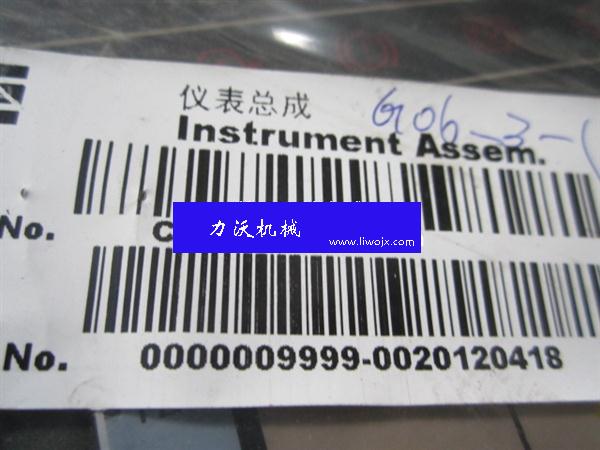 仪表总成
G06-3-(
Instrument Assem.
No. C
力沃机械
www.liwojx.com
No. 0000009999-0020120418